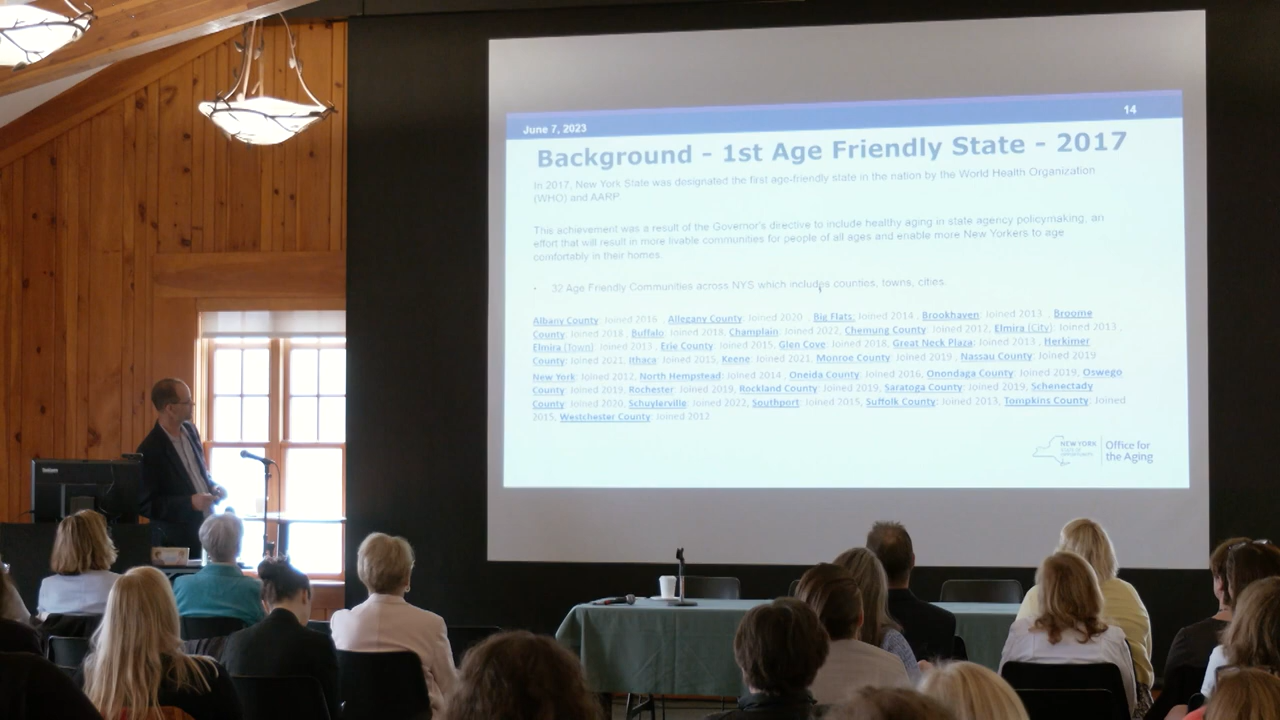 June 7, 2023
14
Background - 1st Age Friendly State - 2017
In 2017, New York State was designated the first age-friendly state in the nation by the World Health Organization
(WHO) and AARP.
This achievement was a result of the Governor's directive to include healthy aging in state agency policymaking, an
effort that will result in more livable communities for people of all ages and enable more New Yorkers to age
comfortably in their homes.
• 32 Age Friendly Communities across NYS which includes counties, towns, cities.
Albany County: Joined 2016 , Allegany County: Joined 2020 , Big Flats: Joined 2014 , Brookhaven: Joined 2013 , Broome
County: Joined 2018 , Buffalo: Joined 2018, Champlain: Joined 2022, Chemung County: Joined 2012, Elmira (City): Joined 2013 ,
Elmira (Town): Joined 2013 , Erie County: Joined 2015, Glen Cove: Joined 2018, Great Neck Plaza: Joined 2013 , Herkimer
County: Joined 2021, Ithaca: Joined 2015, Keene: Joined 2021, Monroe County: Joined 2019 , Nassau County: Joined 2019
New York: Joined 2012, North Hempstead: Joined 2014 , Oneida County: Joined 2016, Onondaga County: Joined 2019, Oswego
County: Joined 2019, Rochester: Joined 2019, Rockland County: Joined 2019, Saratoga County: Joined 2019, Schenectady
County: Joined 2020, Schuylerville: Joined 2022, Southport: Joined 2015, Suffolk County: Joined 2013, Tompkins County: Joined
2015, Westchester County: Joined 2012
NEW YORK
Office for
the Aging